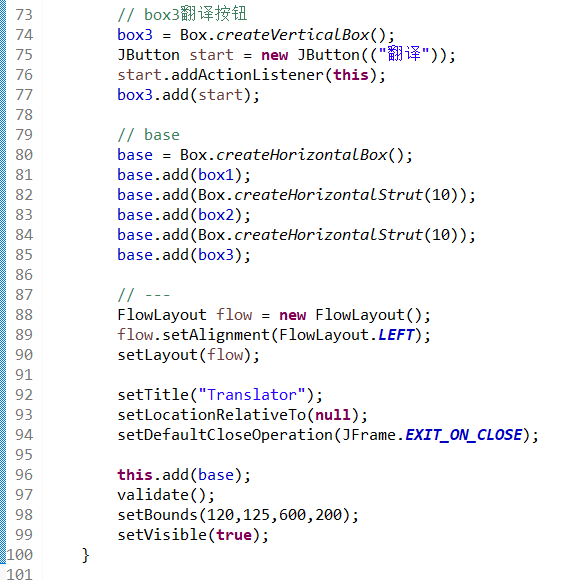 73 // box3翻译按钮
74 box3 = Box.createVerticalBox();
75 JButton start = new JButton(("翻译"));
76 start.addActionListener(this);
77 box3.add(start);
78
79 // base
80 base = Box.createHorizontalBox();
81 base.add(box1);
82 base.add(Box.createHorizontalStrut(10));
83 base.add(box2);
84 base.add(Box.createHorizontalStrut(10));
85 base.add(box3);
86
87 // ---
88 FlowLayout flow = new FlowLayout();
89 flow.setAlignment(FlowLayout.LEFT);
90 setLayout(flow);
91
92 setTitle("Translator");
93 setLocationRelativeTo(null);
94 setDefaultCloseOperation(JFrame.EXIT_ON_CLOSE);
95
96 this.add(base);
97 validate();
98 setBounds(120,125,600,200);
99 setVisible(true);
100 }
101